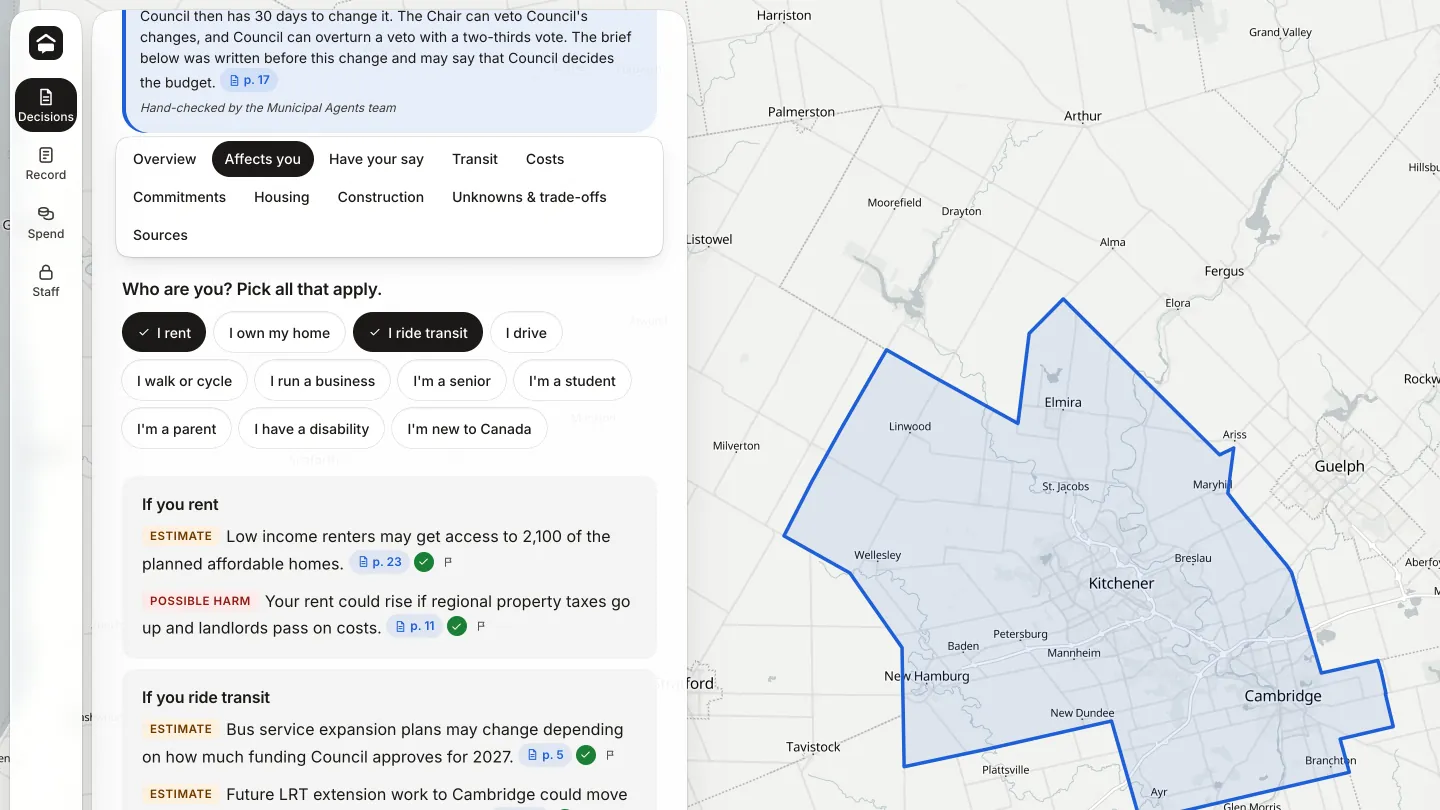 Decisions
Record
Spend
Staff
Council then has 30 days to change it. The Chair can veto Council's
changes, and Council can overturn a veto with a two-thirds vote. The brief
below was written before this change and may say that Council decides
the budget. p. 17
Hand-checked by the Municipal Agents team
Overview Affects you Have your say Transit Costs
Commitments Housing Construction Unknowns & trade-offs
Sources
Who are you? Pick all that apply.
I rent I own my home I ride transit I drive
I walk or cycle I run a business I'm a senior I'm a student
I'm a parent I have a disability I'm new to Canada
If you rent
ESTIMATE Low income renters may get access to 2,100 of the
planned affordable homes. p. 23
POSSIBLE HARM Your rent could rise if regional property taxes go
up and landlords pass on costs. p. 11
If you ride transit
ESTIMATE Bus service expansion plans may change depending
on how much funding Council approves for 2027. p. 5
ESTIMATE Future LRT extension work to Cambridge could move
Harriston
Grand Valley
Palmerston
Arthur
Moorefield
Drayton
Listowel
Alma
Fergus
Elora
Elmira
Linwood
Milverton
Ariss
Guelph
St. Jacobs
Maryhill
Wellesley
Breslau
Kitchener
Petersburg
Baden
Mannheim
New Hamburg
Cambridge
New Dundee
Tavistock
Plattsville
Branchton
Ayr
Glen Morris